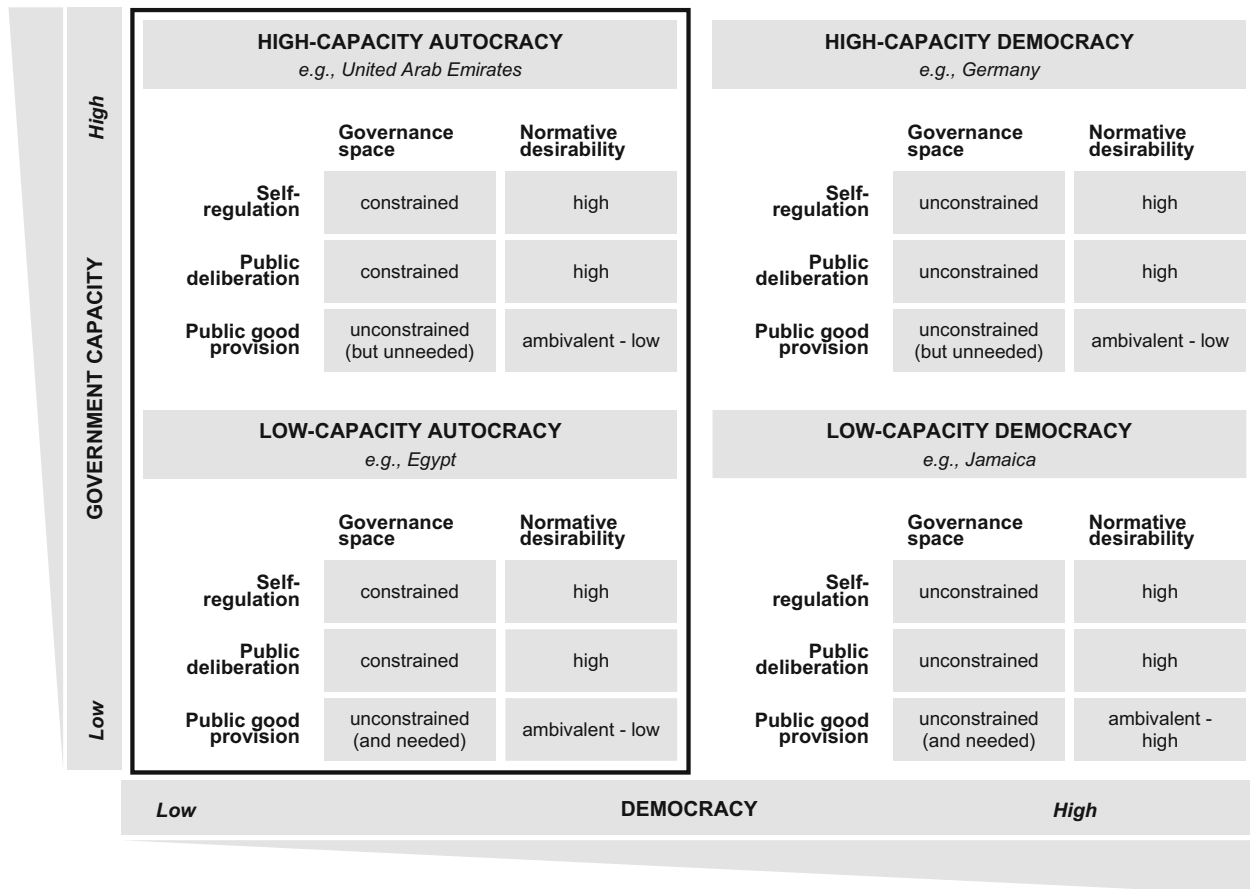 HIGH-CAPACITY AUTOCRACY
e.g., United Arab Emirates
Governance
space
Normative
desirability
Self-
regulation
constrained
high
Public
deliberation
constrained
high
Public good
provision
unconstrained
(but unneeded)
ambivalent - low
HIGH-CAPACITY DEMOCRACY
e.g., Germany
Governance
space
Normative
desirability
Self-
regulation
unconstrained
high
Public
deliberation
unconstrained
high
Public good
provision
unconstrained
(but unneeded)
ambivalent - low
High
GOVERNMENT CAPACITY
Low
LOW-CAPACITY AUTOCRACY
e.g., Egypt
Governance
space
Normative
desirability
Self-
regulation
constrained
high
Public
deliberation
constrained
high
Public good
provision
unconstrained
(and needed)
ambivalent - low
LOW-CAPACITY DEMOCRACY
e.g., Jamaica
Governance
space
Normative
desirability
Self-
regulation
unconstrained
high
Public
deliberation
unconstrained
high
Public good
provision
unconstrained
(and needed)
ambivalent -
high
Low
DEMOCRACY
High